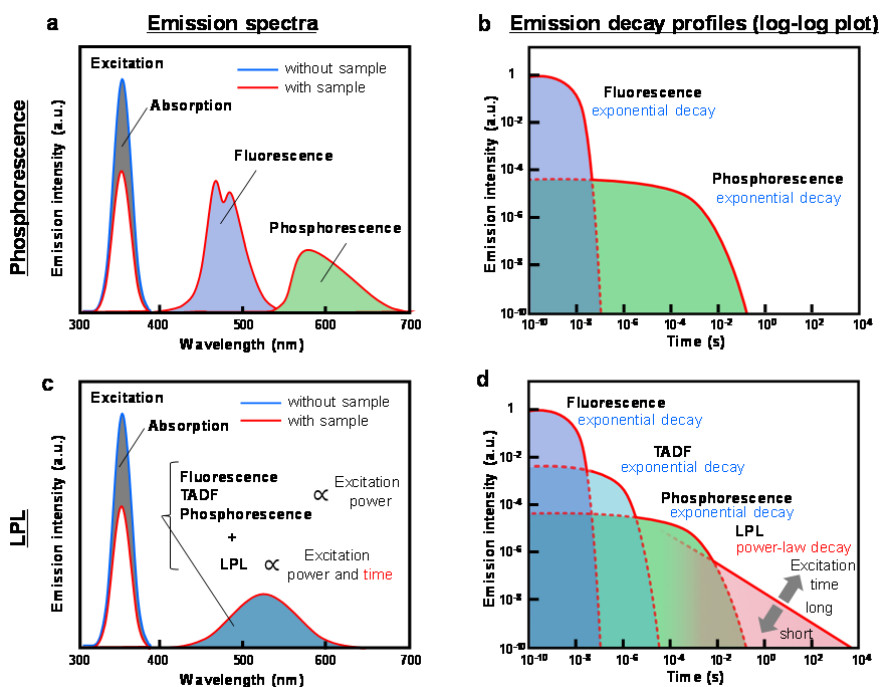 a
Emission spectra
b
Emission decay profiles (log-log plot)
Phosphorescence
Emission intensity (a.u.)
Excitation
without sample
with sample
Absorption
Fluorescence
Phosphorescence
300
400
500
600
700
Wavelength (nm)
Emission intensity (a.u.)
1
10-2
10-4
10-6
10-8
10-10
Fluorescence
exponential decay
Phosphorescence
exponential decay
10-10
10-8
10-6
10-4
10-2
100
102
104
Time (s)
c
LPL
Emission intensity (a.u.)
Excitation
without sample
with sample
Absorption
Fluorescence
TADF
Phosphorescence
∝ Excitation
power
+
LPL ∝ Excitation
power and time
300
400
500
600
700
Wavelength (nm)
d
Emission intensity (a.u.)
1
10-2
10-4
10-6
10-8
10-10
Fluorescence
exponential decay
TADF
exponential decay
Phosphorescence
exponential decay
LPL
power-law decay
Excitation
time
long
short
10-10
10-8
10-6
10-4
10-2
100
102
104
Time (s)